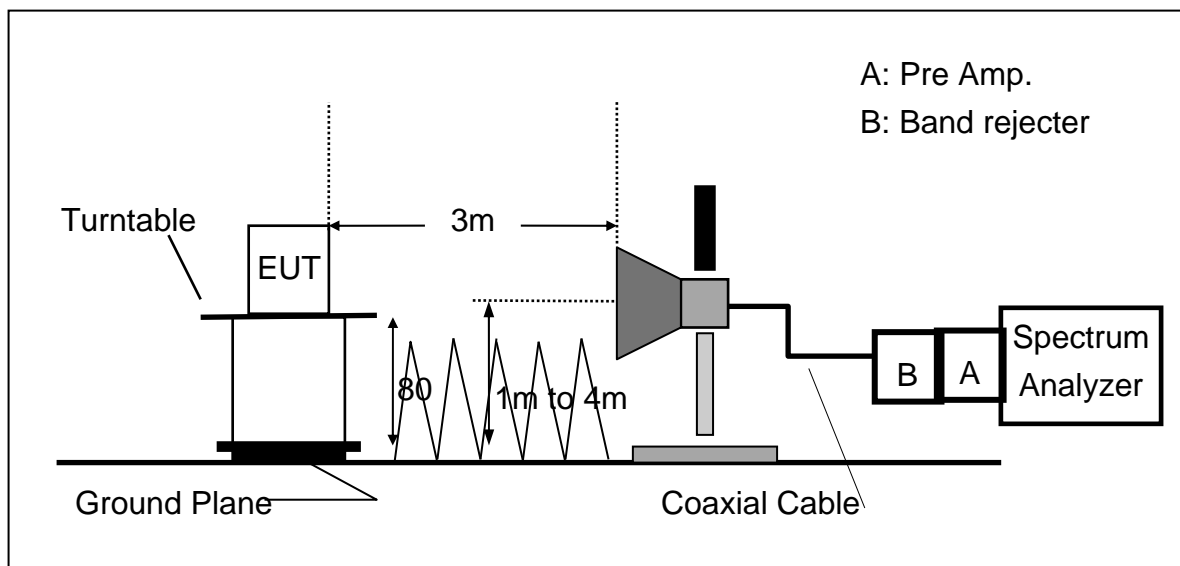 A: Pre Amp.
B: Band rejecter
Turntable
3m
EUT
80
1m to 4m
B
A
Spectrum
Analyzer
Ground Plane
Coaxial Cable